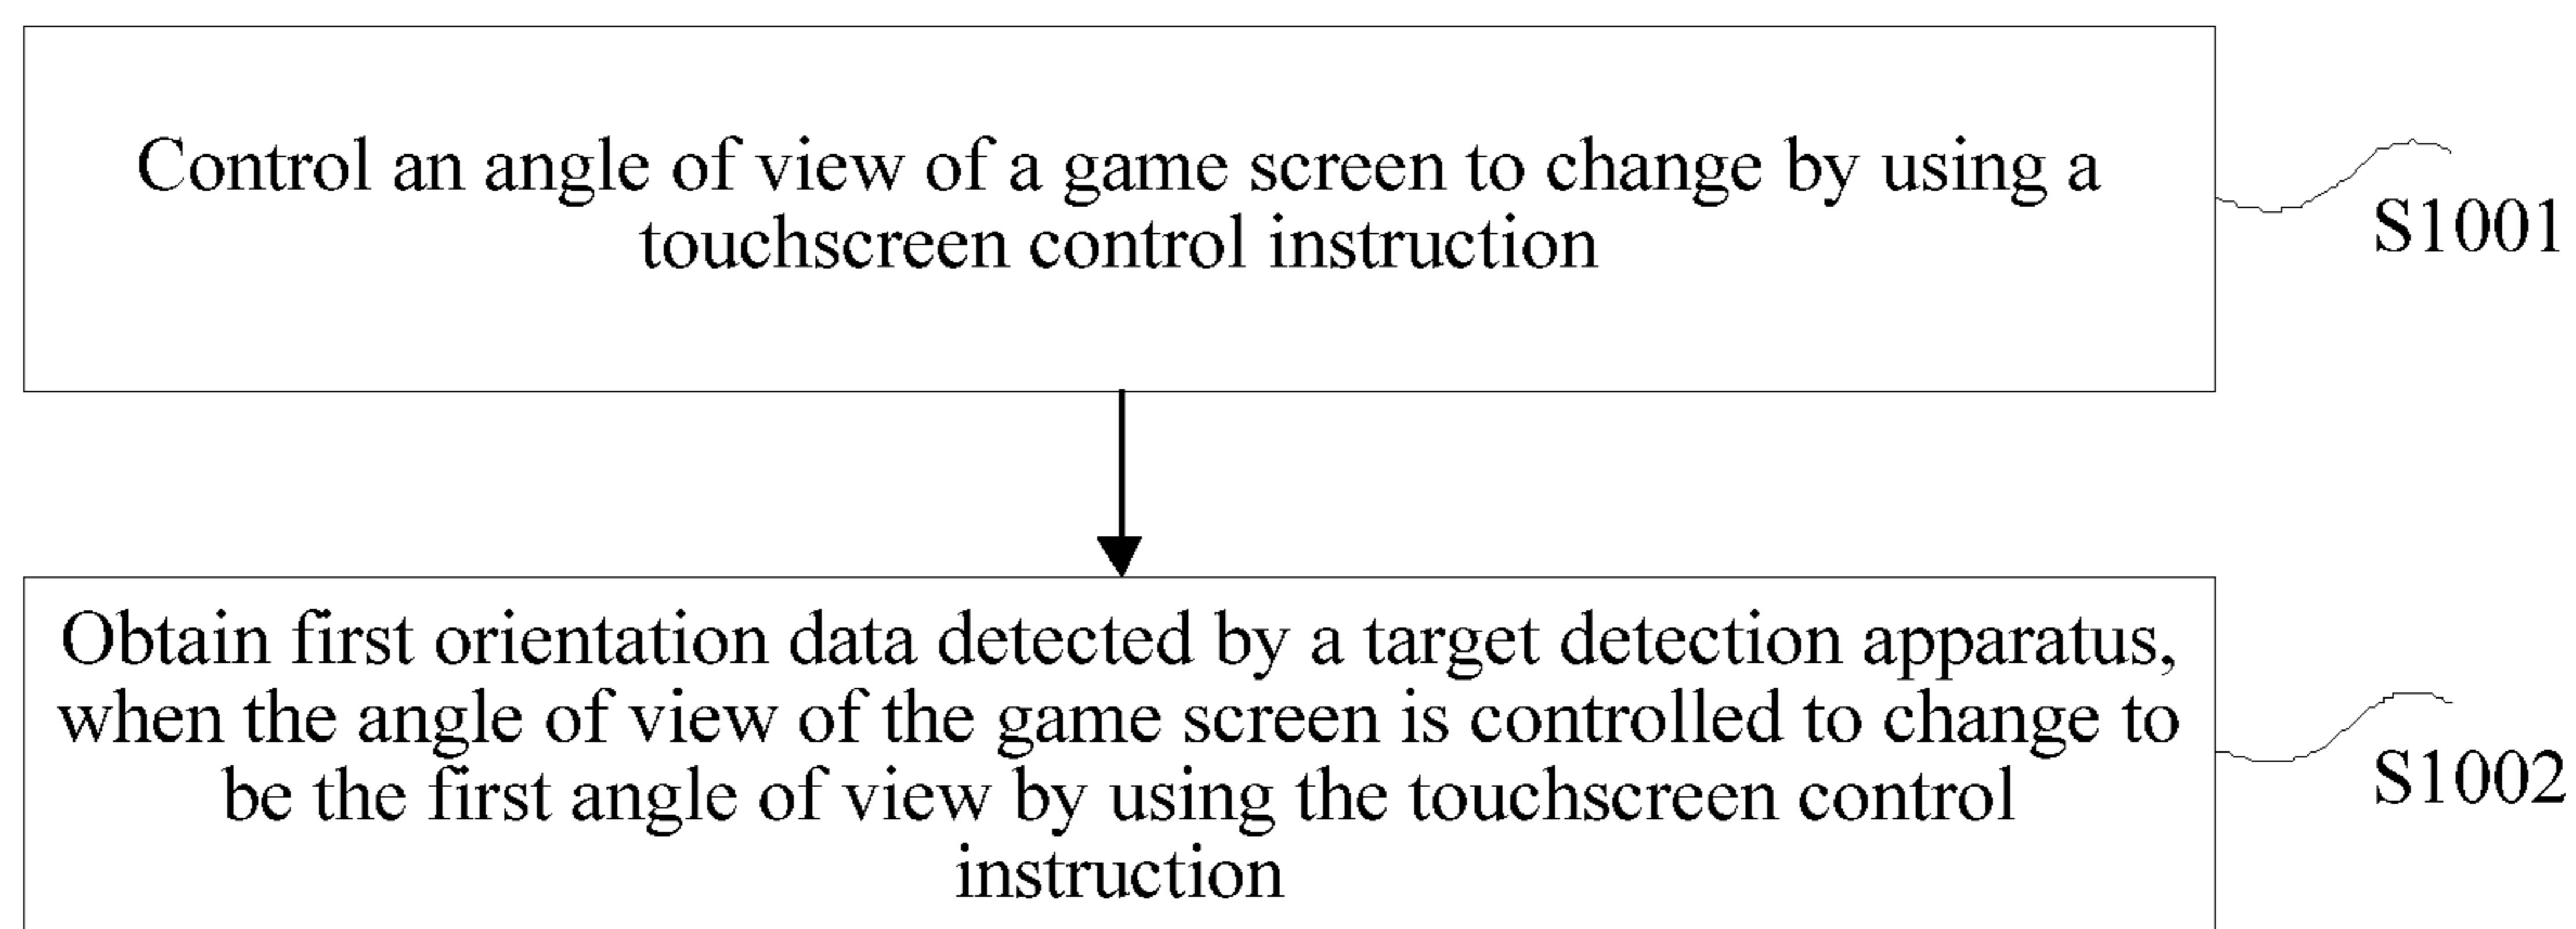 Control an angle of view of a game screen to change by using a
touchscreen control instruction
S1001
Obtain first orientation data detected by a target detection apparatus,
when the angle of view of the game screen is controlled to change to
be the first angle of view by using the touchscreen control
instruction
S1002